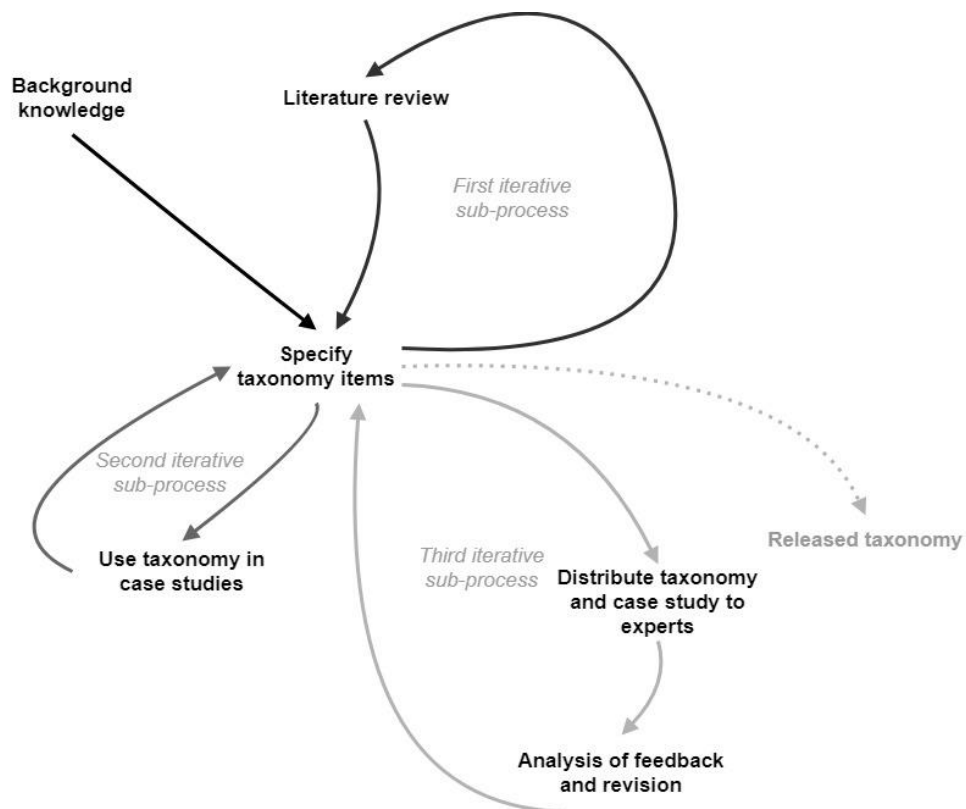 Background
knowledge
Literature review
First iterative
sub-process
Specify
taxonomy items
Second iterative
sub-process
Use taxonomy in
case studies
Third iterative
sub-process
Distribute taxonomy
and case study to
experts
Released taxonomy
Analysis of feedback
and revision